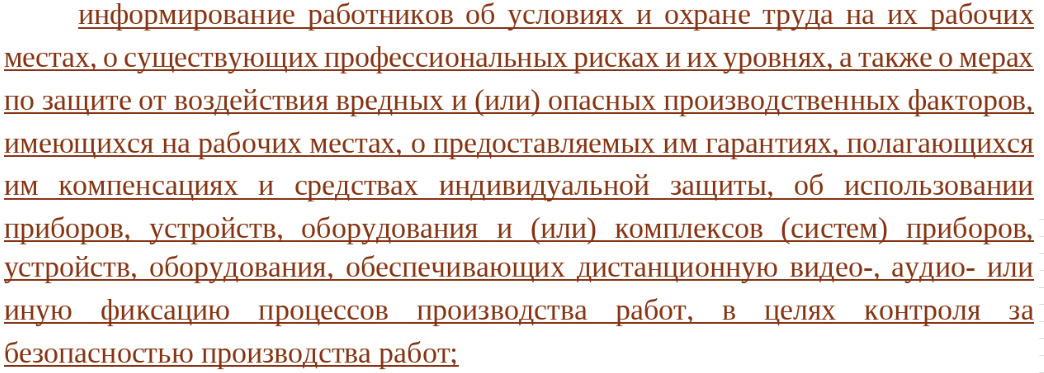 информирование работников об условиях и охране труда на их рабочих
местах, о существующих профессиональных рисках и их уровнях, а также о мерах
по защите от воздействия вредных и (или) опасных производственных факторов,
имеющихся на рабочих местах, о предоставляемых им гарантиях, полагающихся
им компенсациях и средствах индивидуальной защиты, об использовании
приборов, устройств, оборудования и (или) комплексов (систем) приборов,
устройств, оборудования, обеспечивающих дистанционную видео-, аудио- или
иную фиксацию процессов производства работ, в целях контроля за
безопасностью производства работ;